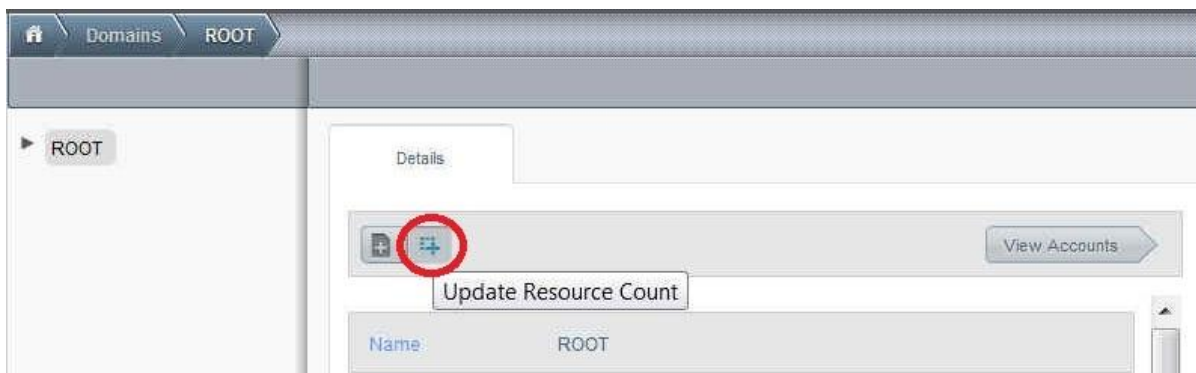 Domains
ROOT
ROOT
Details
View Accounts
Update Resource Count
Name ROOT